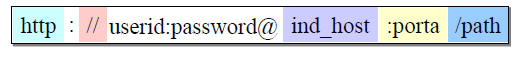 http : // userid:password@ ind_host :porta /path